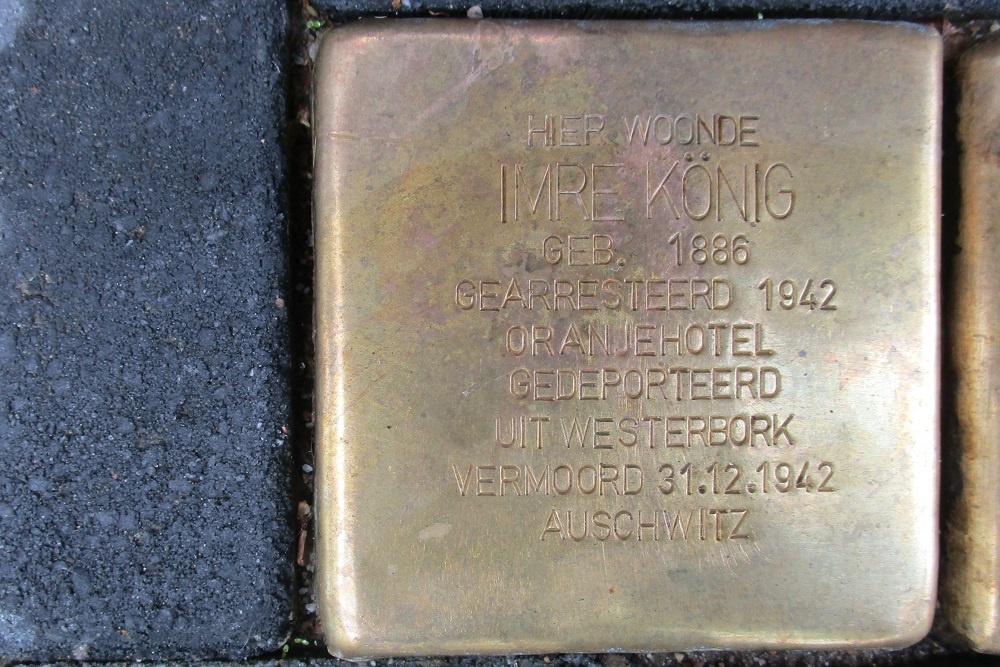 HIER WOONDE
IMRE KÖNIG
GEB. 1886
GEARRESTEERD 1942
ORANJEHOTEL
GEDEPORTEERD
UIT WESTERBORK
VERMOORD 31.12.1942
AUSCHWITZ